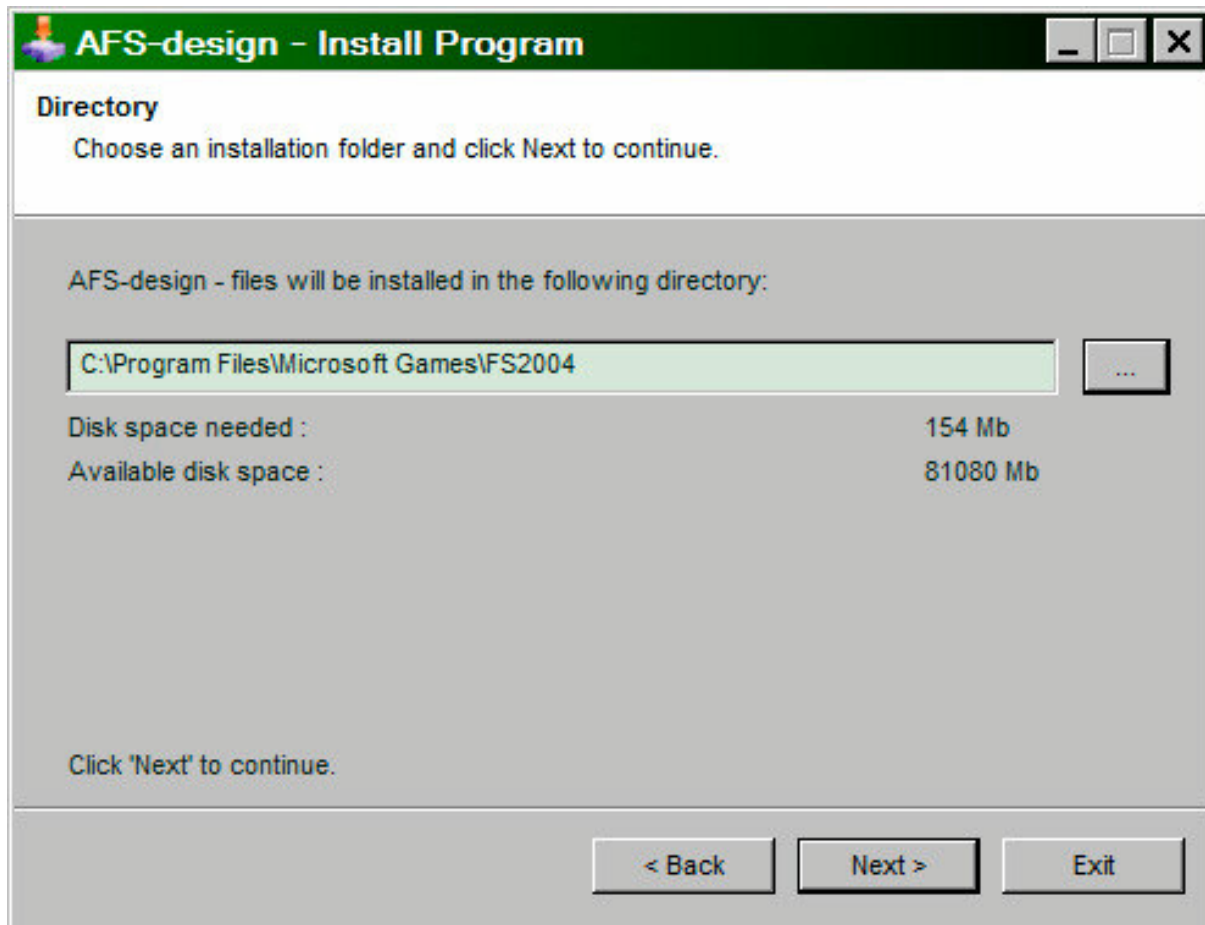 AFS-design - Install Program
Directory
Choose an installation folder and click Next to continue.
AFS-design - files will be installed in the following directory:
C:\Program Files\Microsoft Games\FS2004
...
Disk space needed : 154 Mb
Available disk space : 81080 Mb
Click 'Next' to continue.
< Back Next > Exit